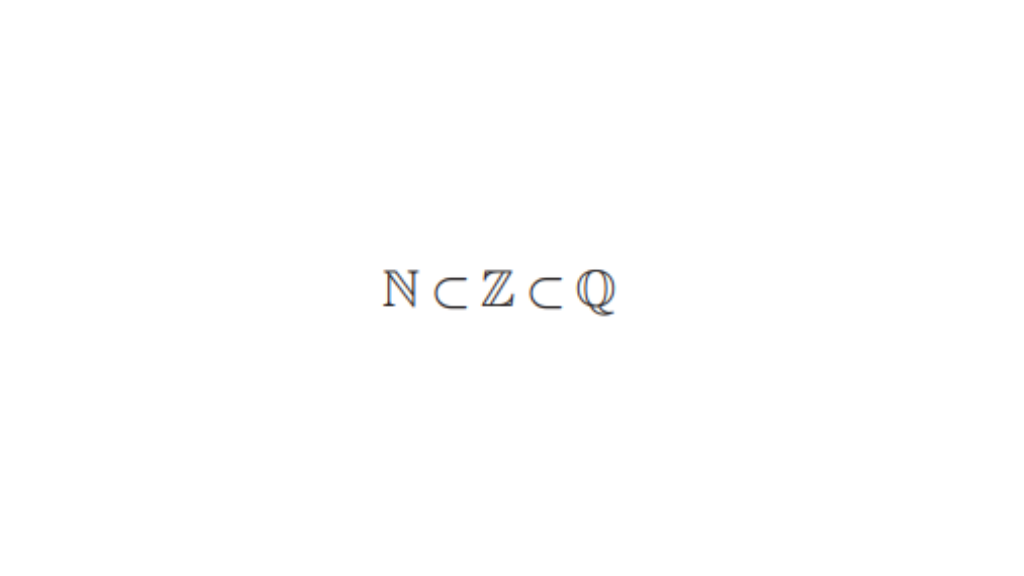 ℕ ⊂ ℤ ⊂ ℚ